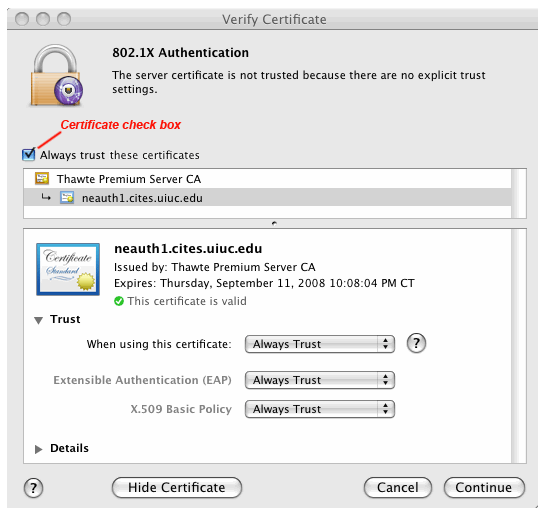 Verify Certificate
802.1X Authentication
The server certificate is not trusted because there are no explicit trust
settings.
Certificate check box
Always trust these certificates
Thawte Premium Server CA
neauth1.cites.uiuc.edu
Certificate
Standard
neauth1.cites.uiuc.edu
Issued by: Thawte Premium Server CA
Expires: Thursday, September 11, 2008 10:08:04 PM CT
This certificate is valid
Trust
When using this certificate: Always Trust ?
Extensible Authentication (EAP) Always Trust
X.509 Basic Policy Always Trust
Details
? Hide Certificate Cancel Continue